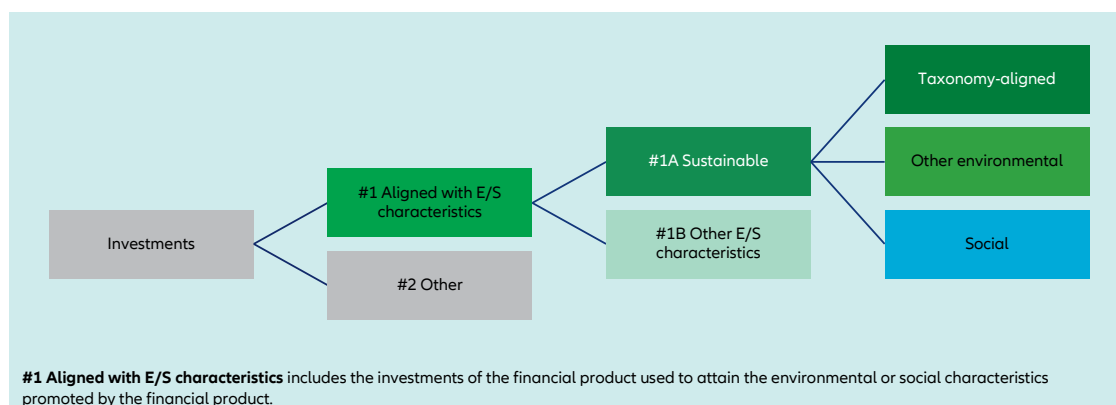 Taxonomy-aligned
#1A Sustainable
Other environmental
#1 Aligned with E/S
characteristics
Investments
#1B Other E/S
characteristics
Social
#2 Other
#1 Aligned with E/S characteristics includes the investments of the financial product used to attain the environmental or social characteristics
promoted by the financial product.